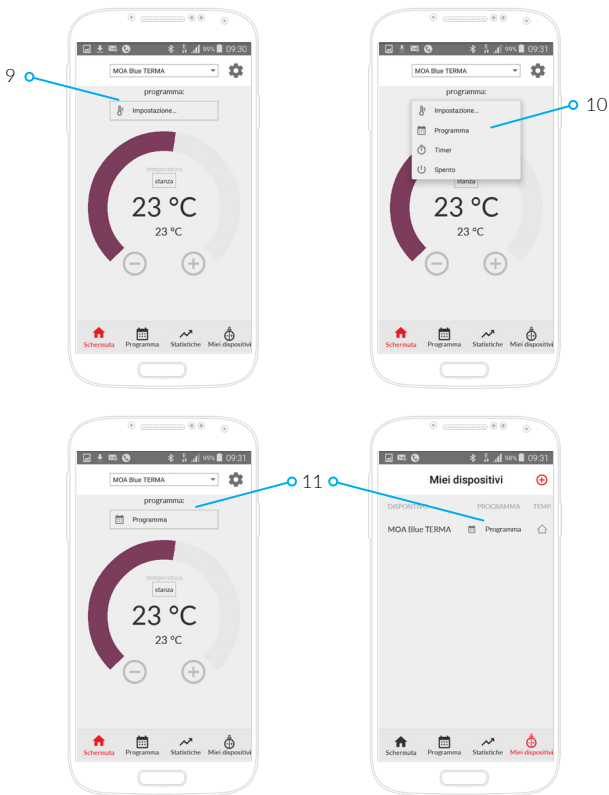 99% 09:30
MOA Blue TERMA
programma:
Impostazione...
temperatura
stanza
23 °C
23 °C
Schermata Programma Statistiche Miei dispositivi
9
99% 09:31
MOA Blue TERMA
programma:
Impostazione...
Programma
Timer
Spento
stanza
23 °C
23 °C
Schermata Programma Statistiche Miei dispositivi
10
99% 09:31
MOA Blue TERMA
programma:
Programma
temperatura
stanza
23 °C
23 °C
Schermata Programma Statistiche Miei dispositivi
11
98% 09:31
Miei dispositivi
DISPOSITIVO PROGRAMMA TEMP.
MOA Blue TERMA Programma
Schermata Programma Statistiche Miei dispositivi